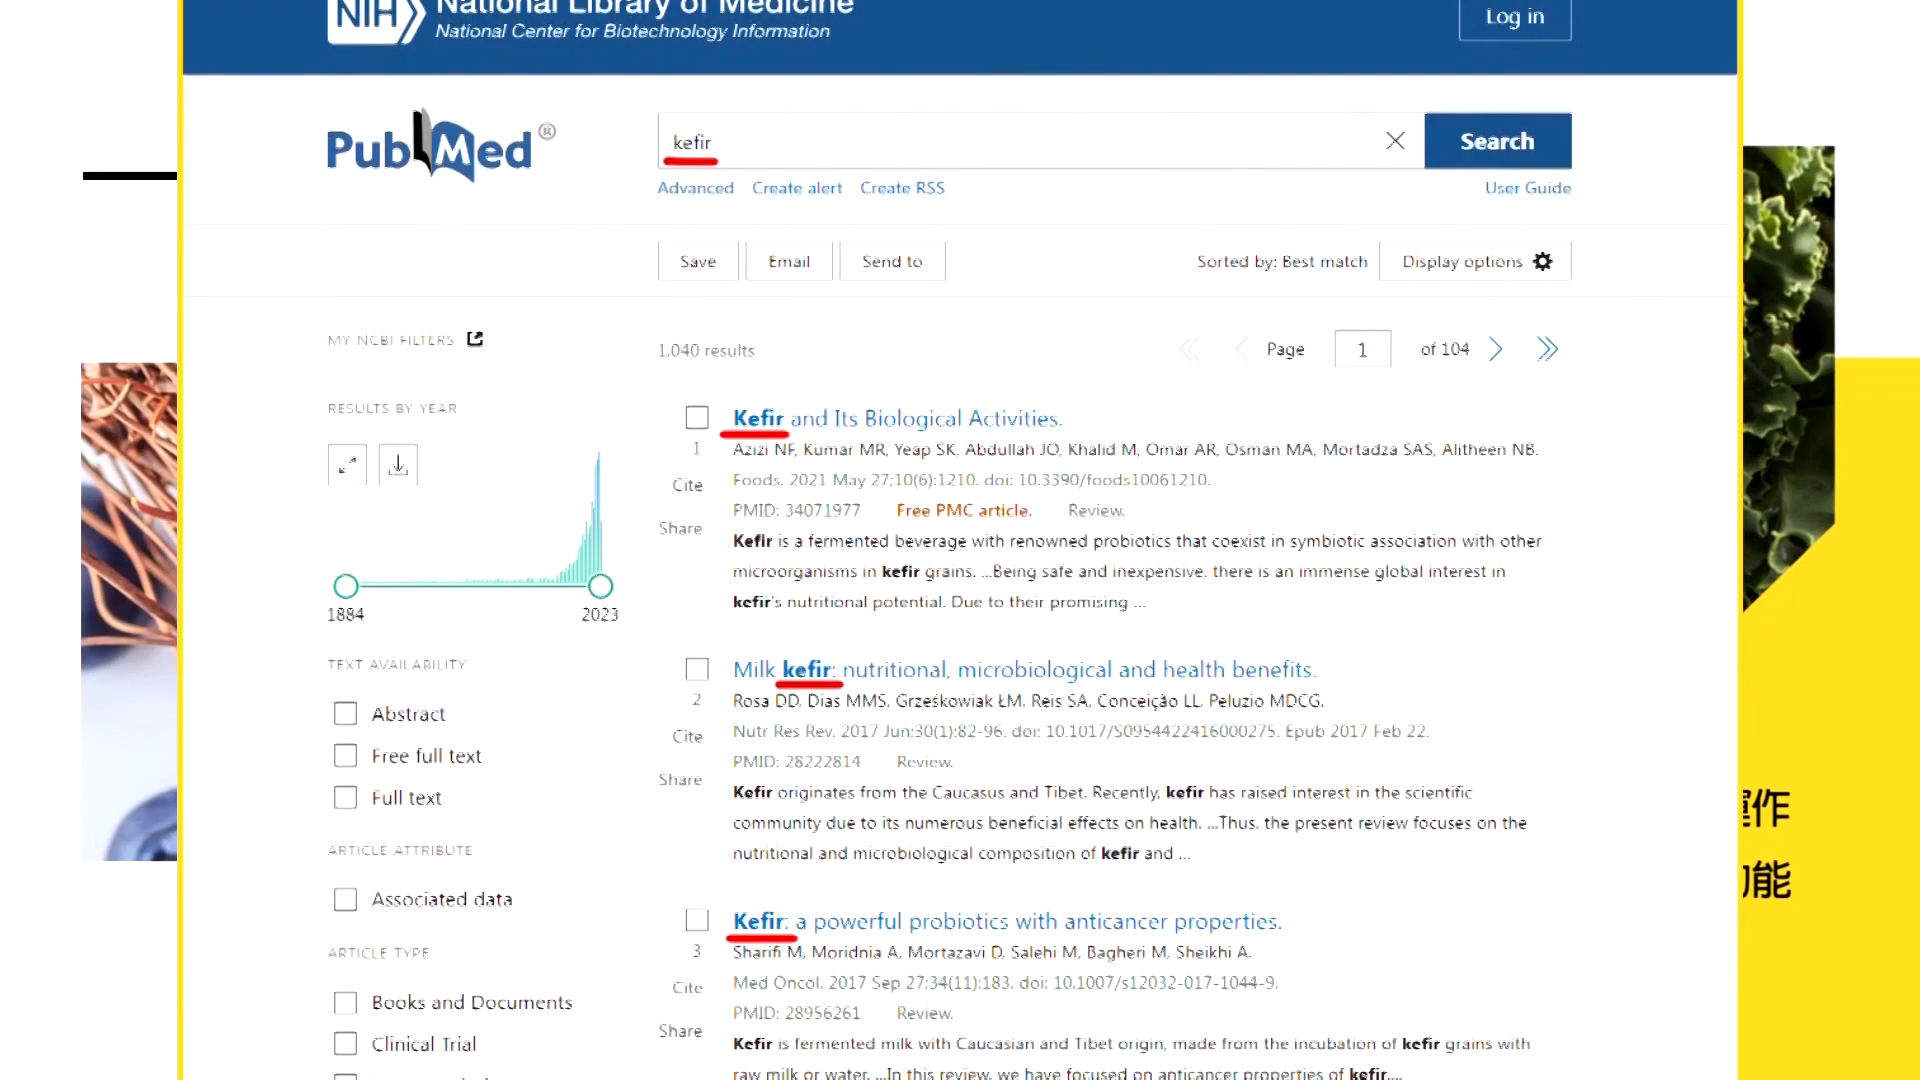 NIH National Library of Medicine
National Center for Biotechnology Information
Log in
PubMed®
kefir
Search
Advanced Create alert Create RSS
User Guide
Save Email Send to
Sorted by: Best match Display options
MY NCBI FILTERS
1,040 results
Page 1 of 104
RESULTS BY YEAR
1884 2023
TEXT AVAILABILITY
Abstract
Free full text
Full text
ARTICLE ATTRIBUTE
Associated data
ARTICLE TYPE
Books and Documents
Clinical Trial
Kefir and Its Biological Activities.
1 Azizi NF, Kumar MR, Yeap SK, Abdullah JO, Khalid M, Omar AR, Osman MA, Mortadza SAS, Alitheen NB.
Cite Foods. 2021 May 27;10(6):1210. doi: 10.3390/foods10061210.
PMID: 34071977 Free PMC article. Review.
Share
Kefir is a fermented beverage with renowned probiotics that coexist in symbiotic association with other
microorganisms in kefir grains. ...Being safe and inexpensive, there is an immense global interest in
kefir's nutritional potential. Due to their promising ...
Milk kefir: nutritional, microbiological and health benefits.
2 Rosa DD, Dias MMS, Grześkowiak ŁM, Reis SA, Conceição LL, Peluzio MDCG.
Cite Nutr Res Rev. 2017 Jun;30(1):82-96. doi: 10.1017/S0954422416000275. Epub 2017 Feb 22.
PMID: 28222814 Review.
Share
Kefir originates from the Caucasus and Tibet. Recently, kefir has raised interest in the scientific
community due to its numerous beneficial effects on health. ...Thus, the present review focuses on the
nutritional and microbiological composition of kefir and ...
Kefir: a powerful probiotics with anticancer properties.
3 Sharifi M, Moridnia A, Mortazavi D, Salehi M, Bagheri M, Sheikhi A.
Cite Med Oncol. 2017 Sep 27;34(11):183. doi: 10.1007/s12032-017-1044-9.
PMID: 28956261 Review.
Share
Kefir is fermented milk with Caucasian and Tibet origin, made from the incubation of kefir grains with
raw milk or water. ...In this review, we have focused on anticancer properties of kefir....
作
能